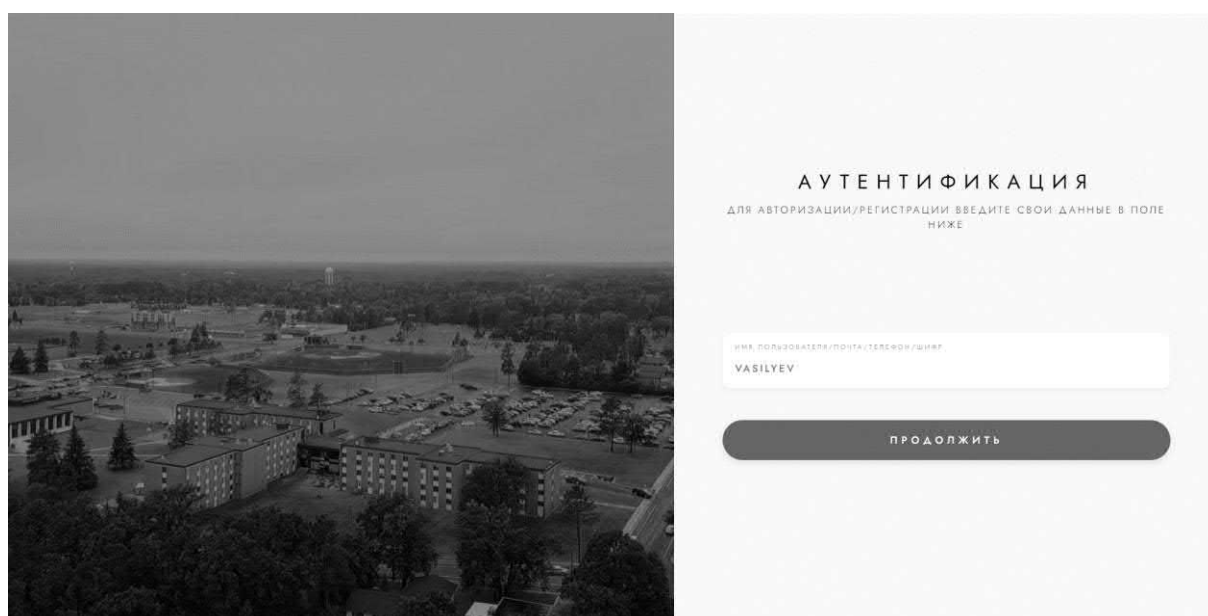 АУТЕНТИФИКАЦИЯ
ДЛЯ АВТОРИЗАЦИИ/РЕГИСТРАЦИИ ВВЕДИТЕ СВОИ ДАННЫЕ В ПОЛЕ
НИЖЕ
ИМЯ ПОЛЬЗОВАТЕЛЯ/ПОЧТА/ТЕЛЕФОН/ШИФР
VASILYEV
ПРОДОЛЖИТЬ